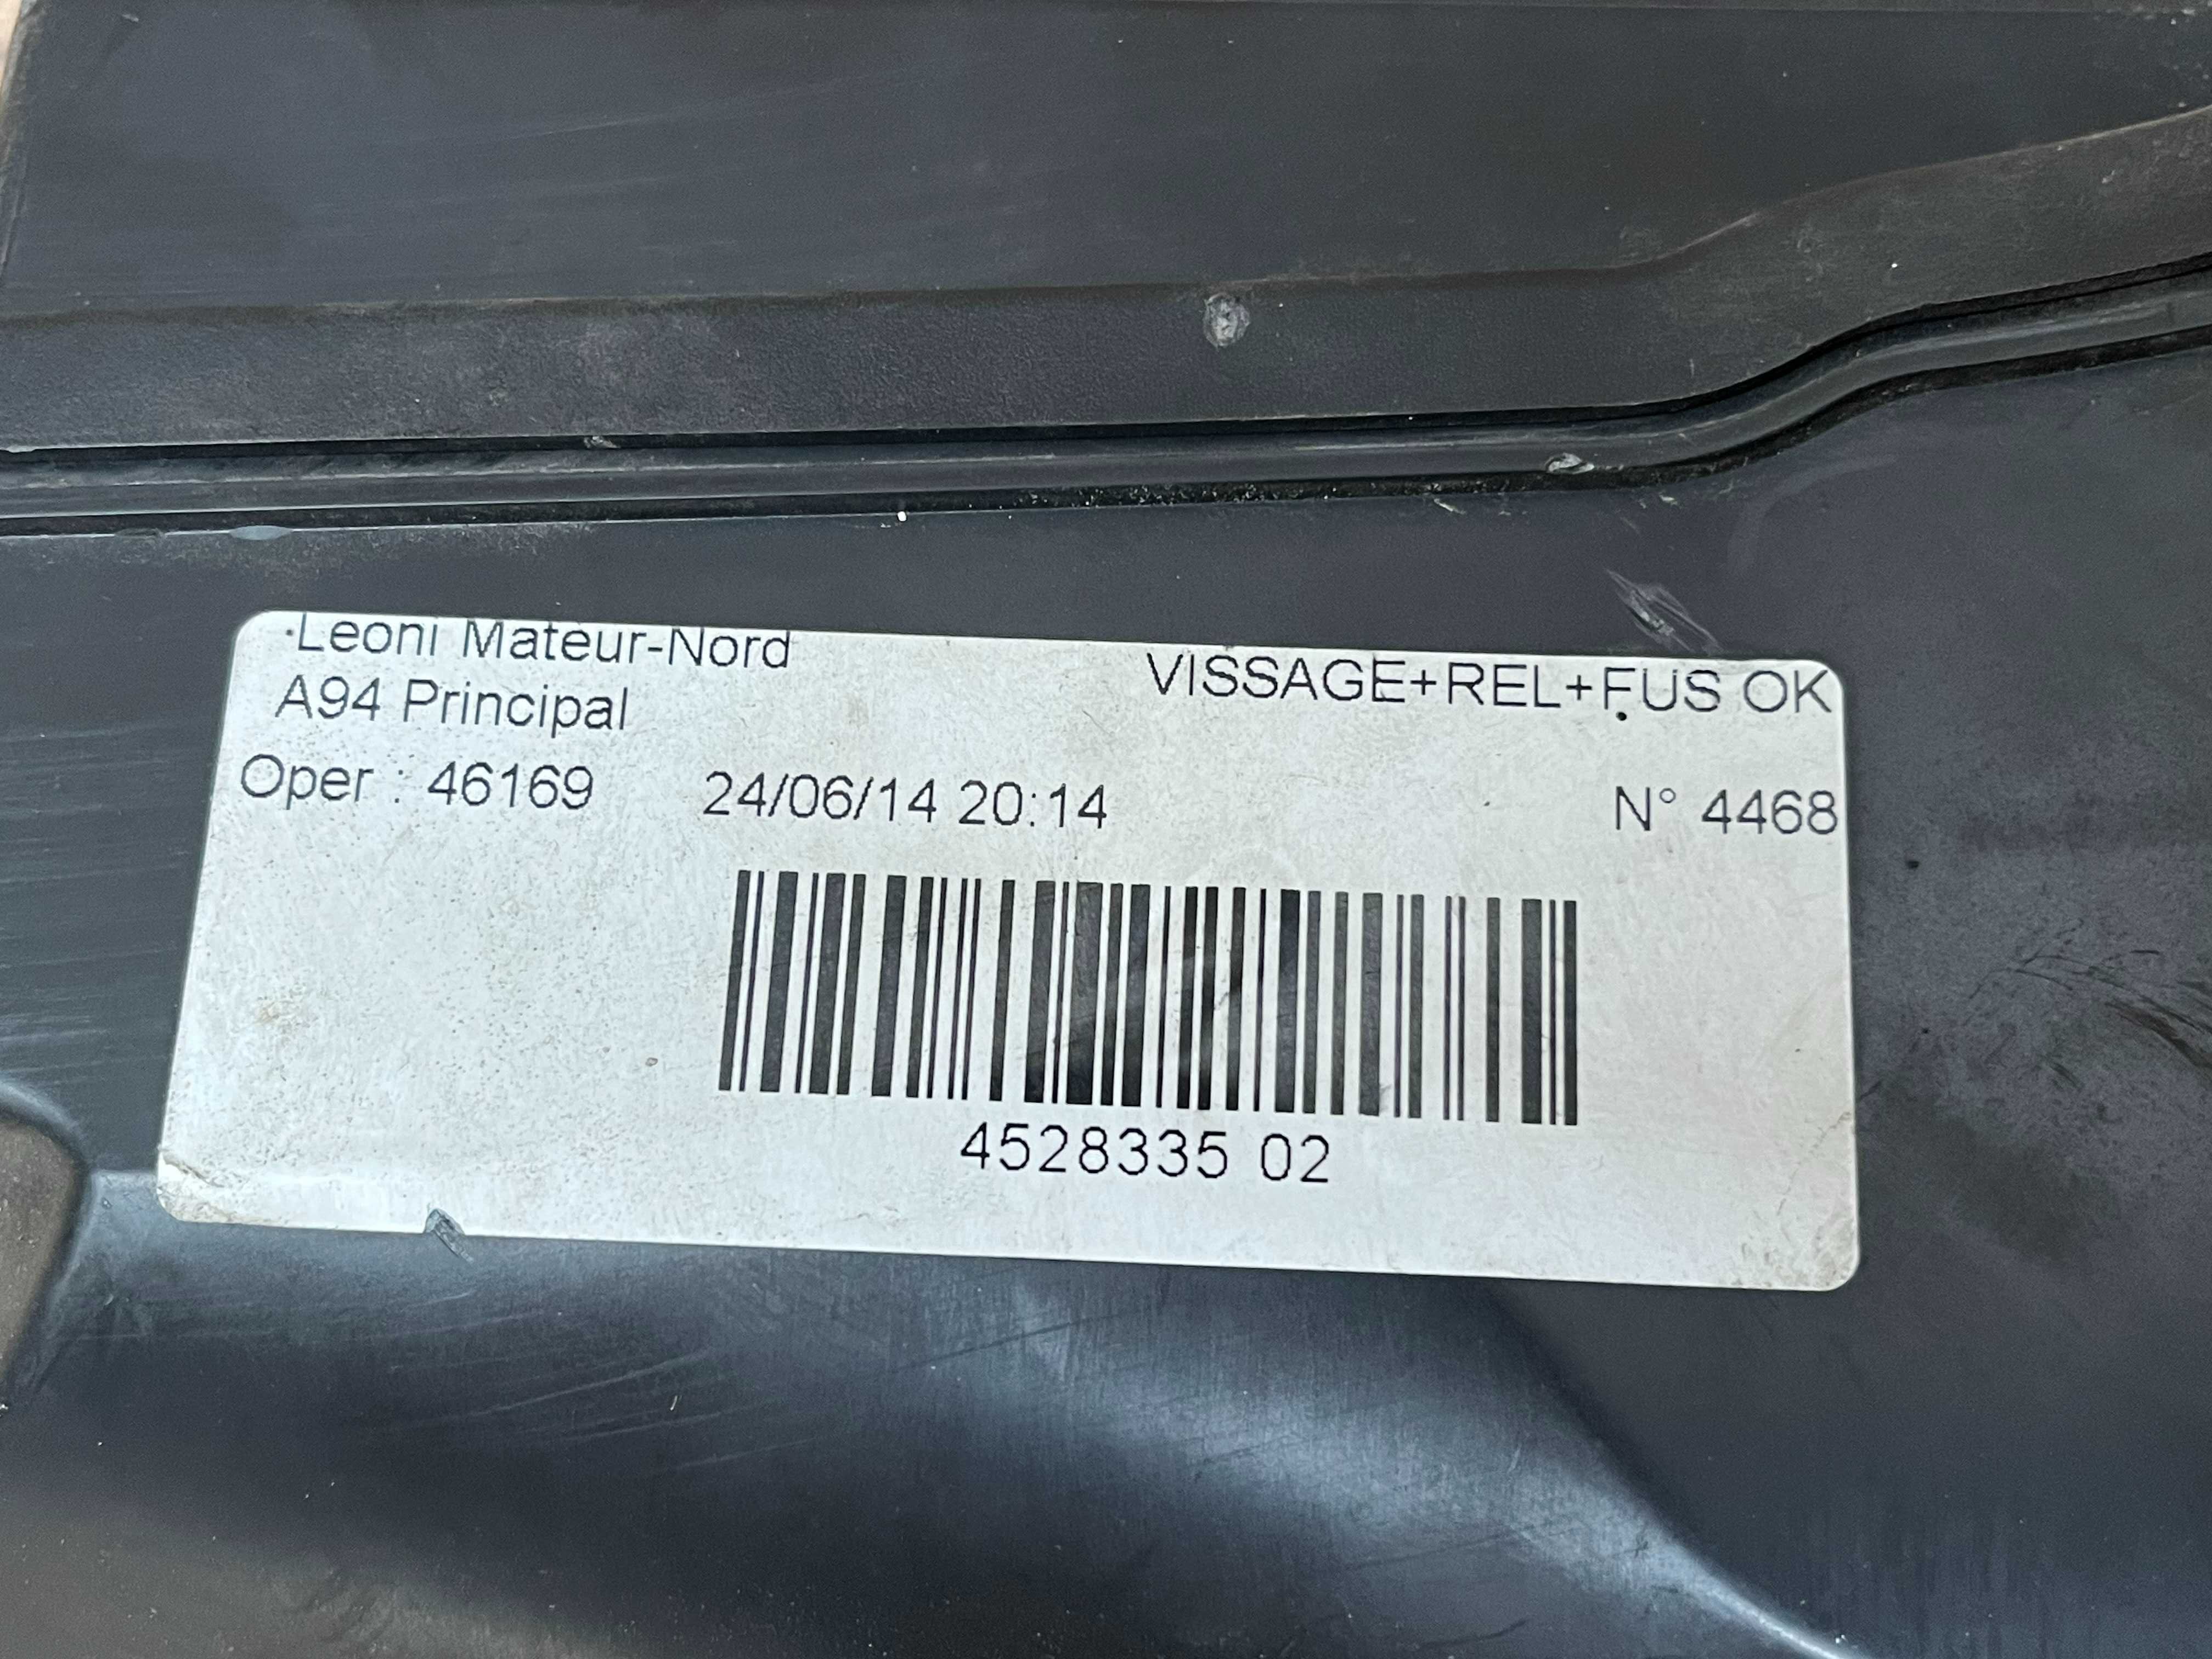 Leoni Mateur-Nord
VISSAGE+REL+FUS OK
A94 Principal
Oper : 46169 24/06/14 20:14 N° 4468
4528335 02